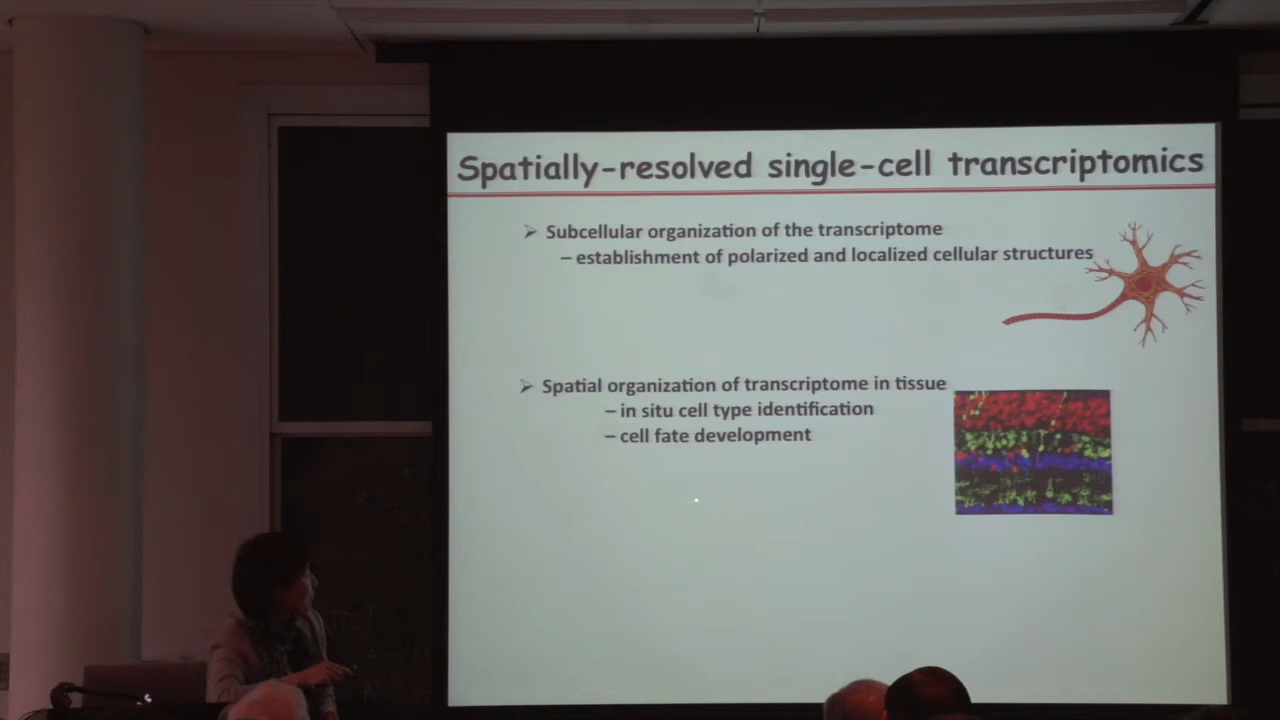 Spatially-resolved single-cell transcriptomics
➢ Subcellular organization of the transcriptome
– establishment of polarized and localized cellular structures
➢ Spatial organization of transcriptome in tissue
– in situ cell type identification
– cell fate development